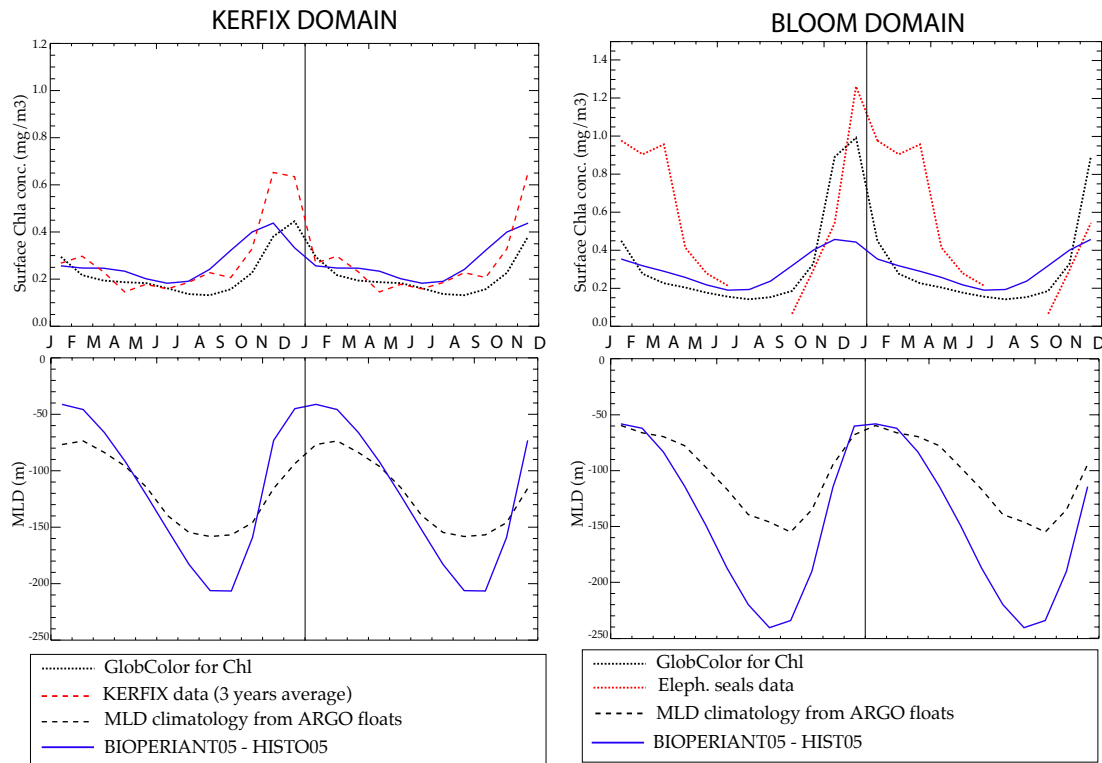 KERFIX DOMAIN
Surface Chla conc. (mg/m3)
1.2
1.0
0.8
0.6
0.4
0.2
0.0
J F M A M J J A S O N D J F M A M J J A S O N D
MLD (m)
0
-50
-100
-150
-200
-250
GlobColor for Chl
KERFIX data (3 years average)
MLD climatology from ARGO floats
BIOPERIANT05 - HISTO05
BLOOM DOMAIN
Surface Chla conc. (mg/m3)
1.4
1.2
1.0
0.8
0.6
0.4
0.2
0.0
J F M A M J J A S O N D J F M A M J J A S O N D
MLD (m)
0
-50
-100
-150
-200
-250
GlobColor for Chl
Eleph. seals data
MLD climatology from ARGO floats
BIOPERIANT05 - HIST05